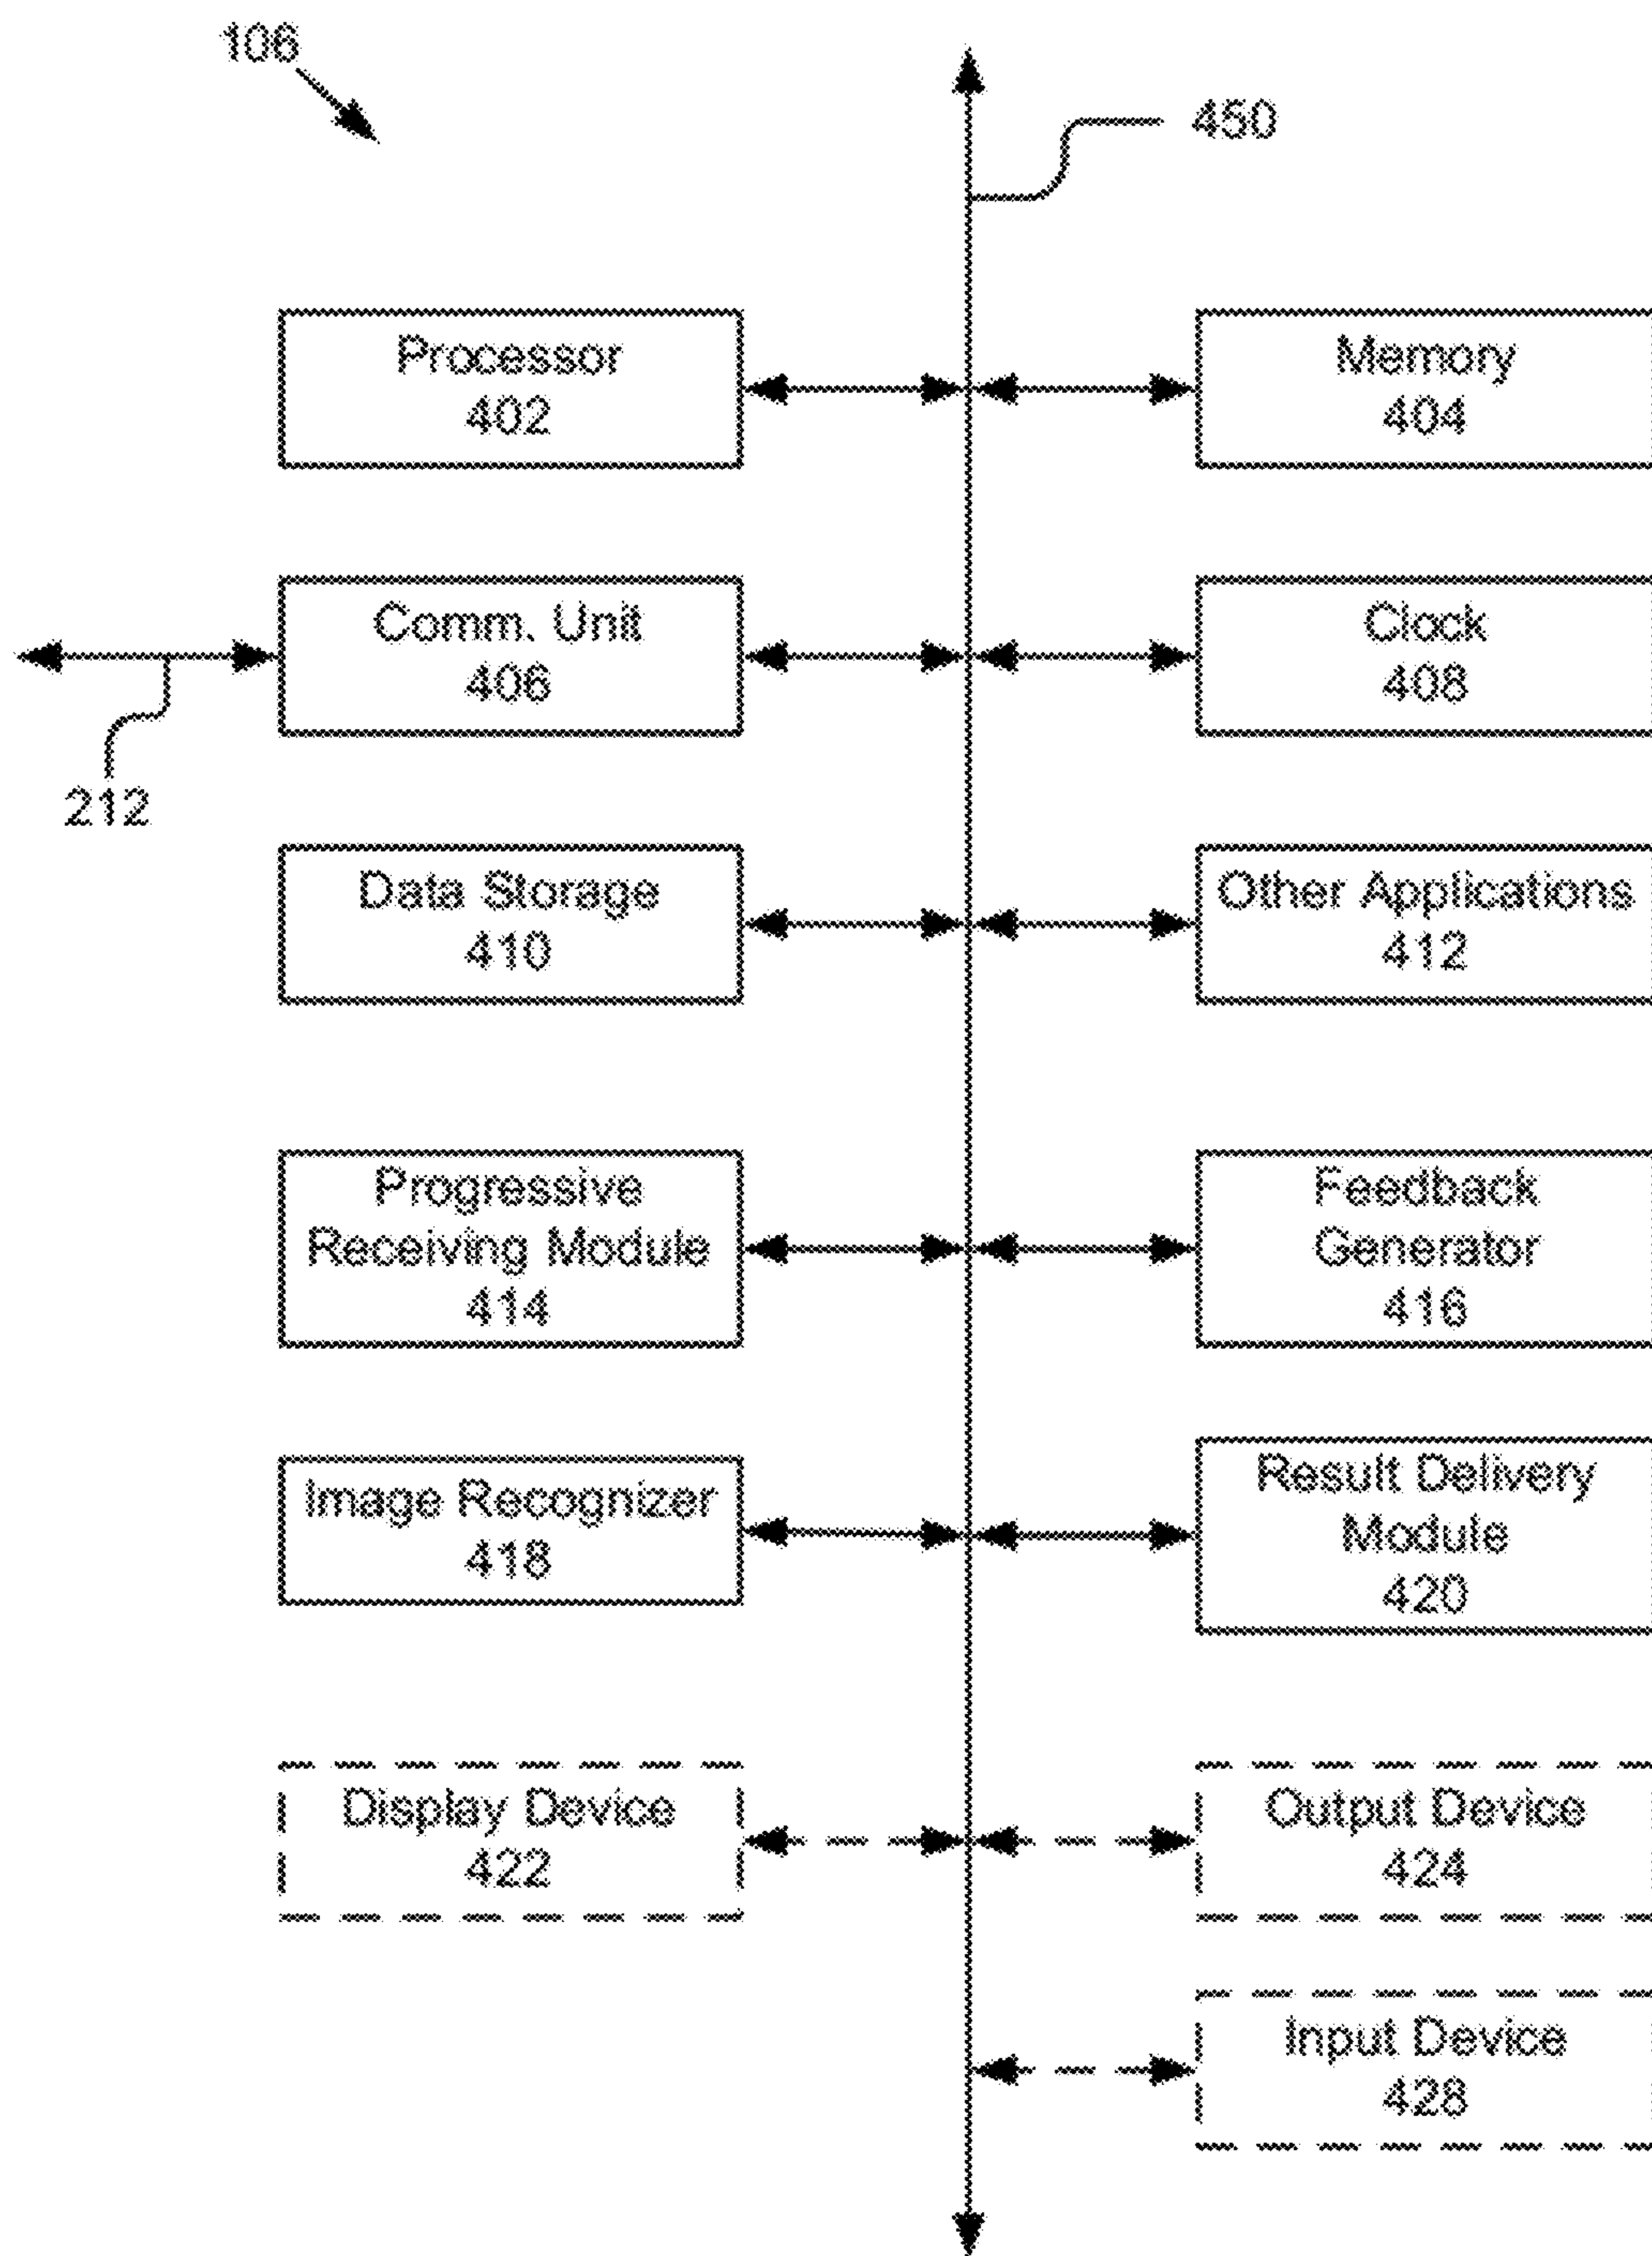 106
450
Processor
402
Memory
404
Comm. Unit
406
Clock
408
212
Data Storage
410
Other Applications
412
Progressive
Receiving Module
414
Feedback
Generator
416
Image Recognizer
418
Result Delivery
Module
420
Display Device
422
Output Device
424
Input Device
428